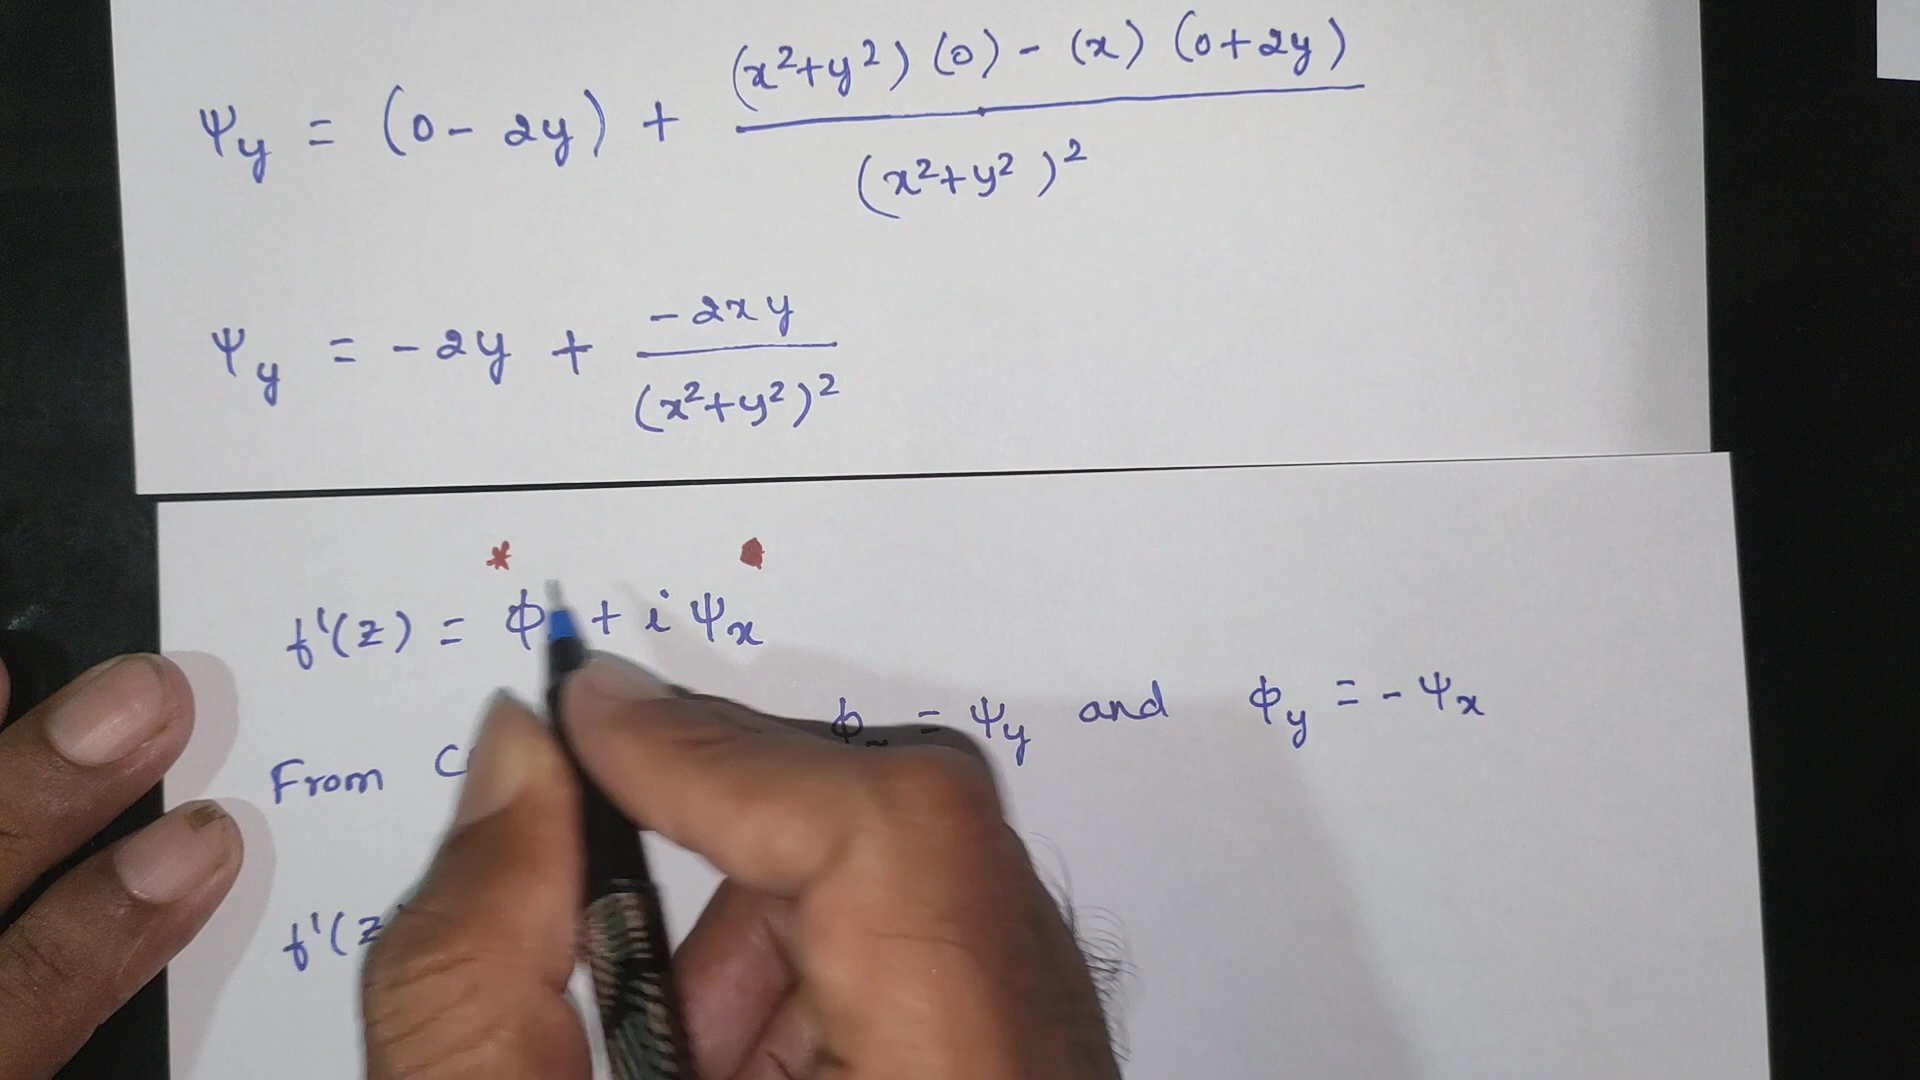 Ψy = (0 - 2y) + (x²+y²) (0) - (x) (0+2y) / (x²+y²)²
Ψy = -2y + -2xy / (x²+y²)²
f'(z) = ϕ + i Ψx
From ϕ = Ψy and ϕy = -Ψx
f'(z